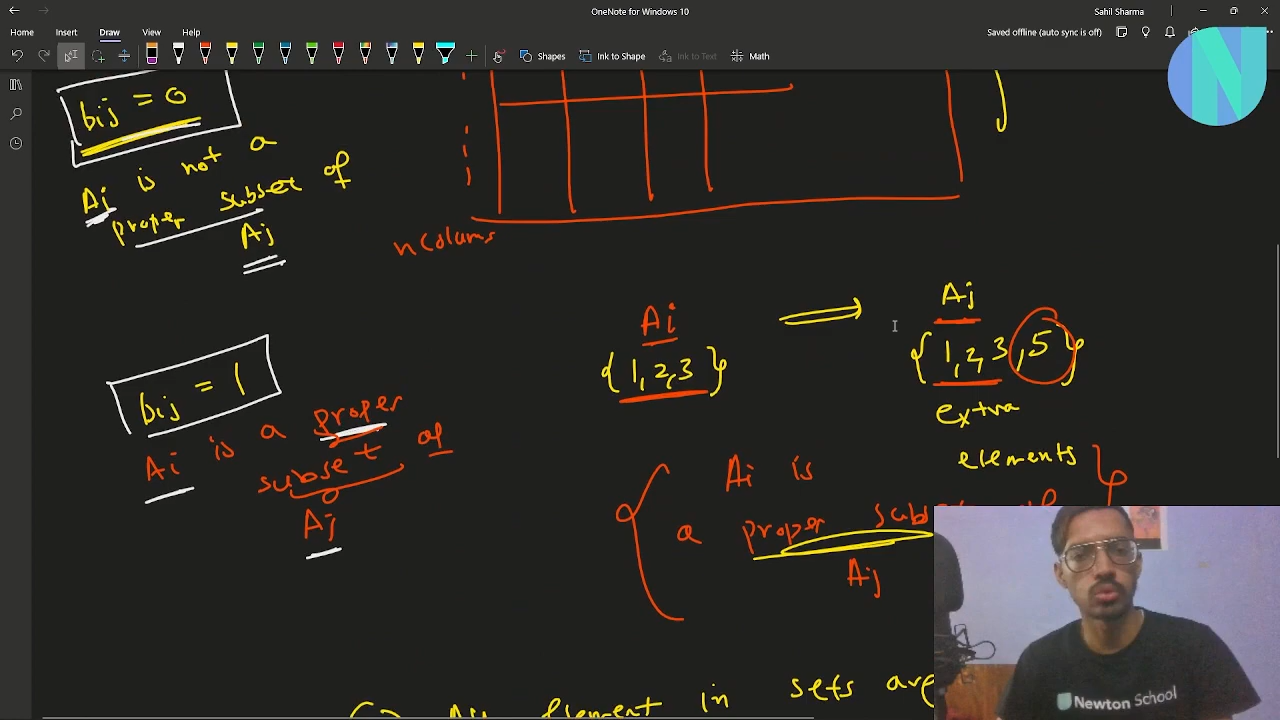 OneNote for Windows 10
Sahil Sharma
Home Insert Draw View Help
Saved offline (auto sync is off)
Shapes Ink to Shape Ink to Text Math
bij = 0
Ai is not a
proper subset of
Aj
n Colums
Ai
{1,2,3}
Aj
{1,2,3,5}
extra
elements
bij = 1
Ai is a proper
subset of
Aj
Ai is
a proper
Aj
element in sets are
Newton School